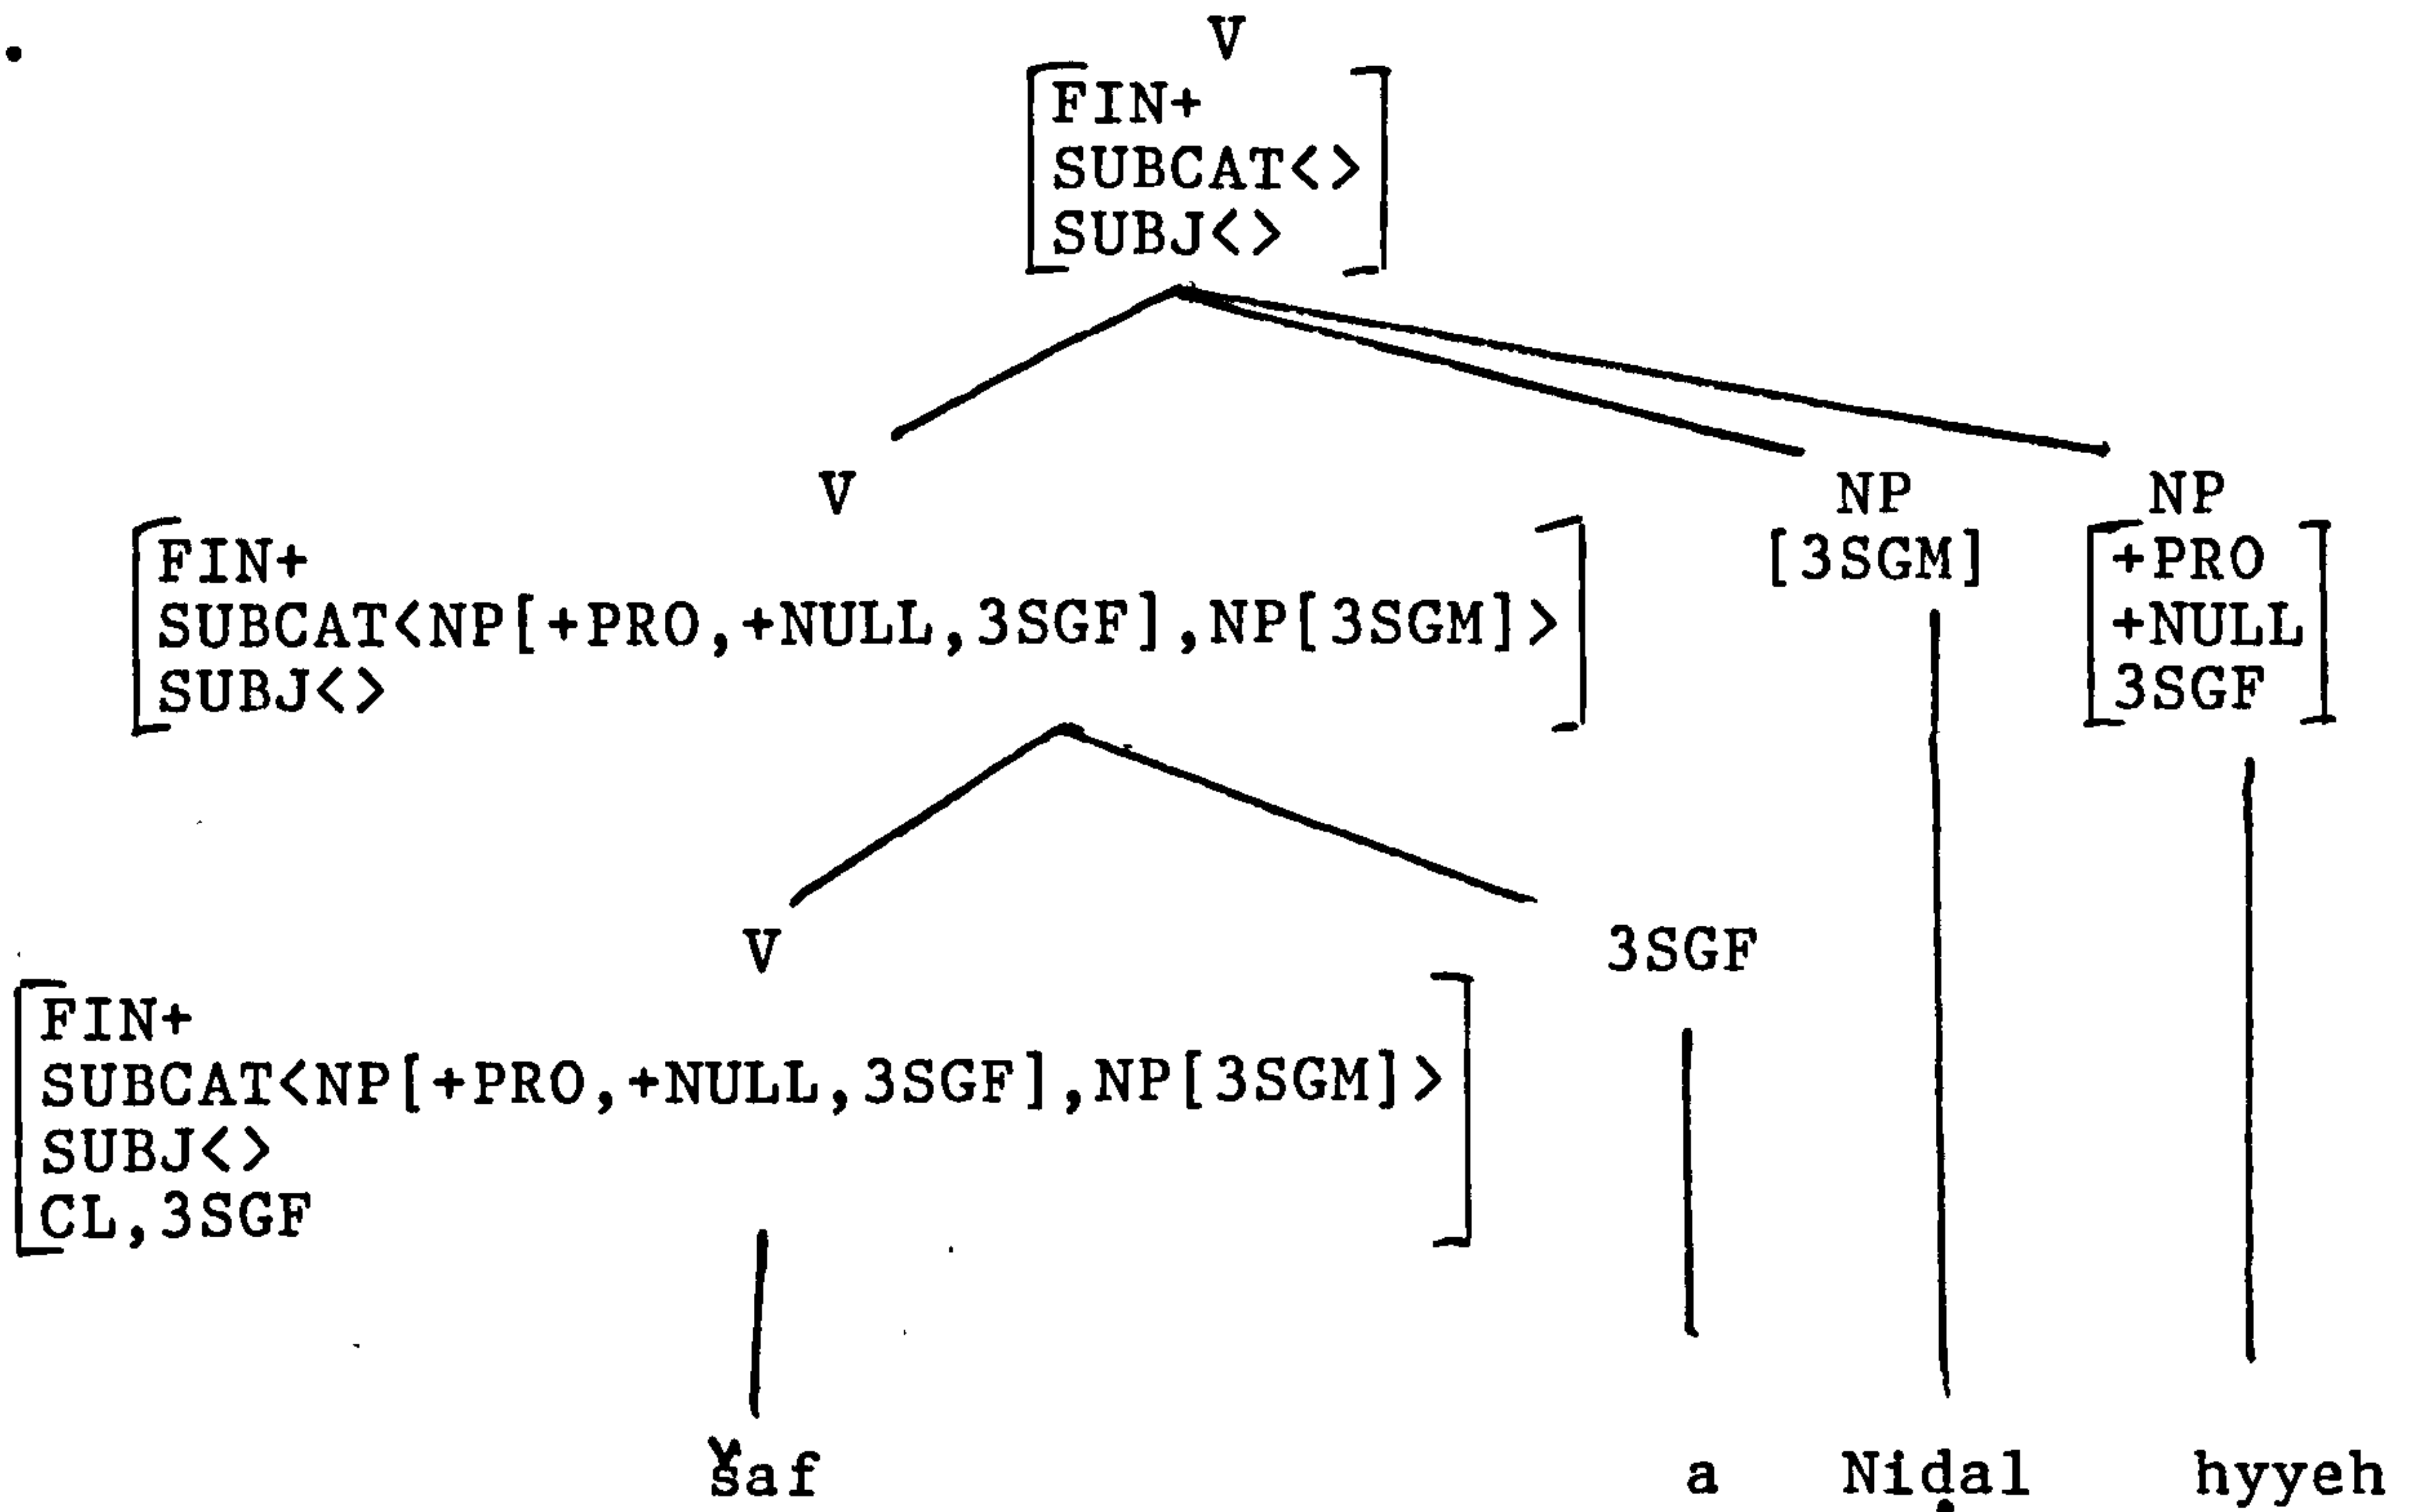 V
FIN+
SUBCAT<>
SUBJ<>
V NP NP
FIN+ [3SGM] +PRO
SUBCAT<NP[+PRO,+NULL,3SGF],NP[3SGM]> +NULL
SUBJ<> 3SGF
V 3SGF
FIN+
SUBCAT<NP[+PRO,+NULL,3SGF],NP[3SGM]>
SUBJ<>
CL,3SGF
šaf a Niḍal hyyeh